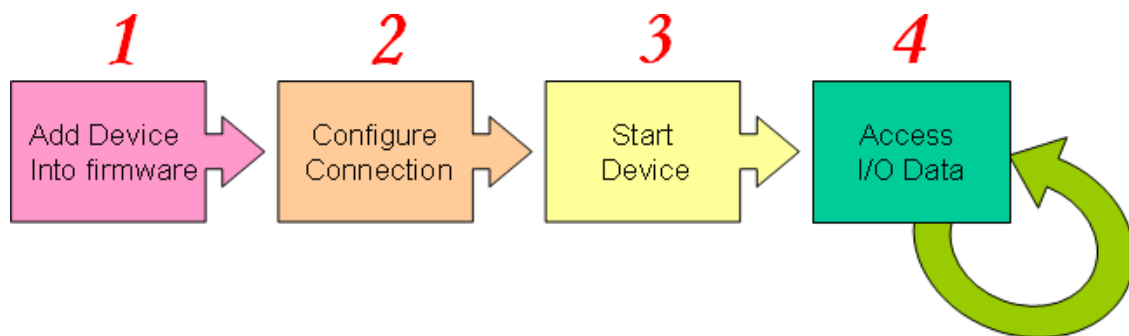 1
2
3
4
Add Device
Into firmware
Configure
Connection
Start
Device
Access
I/O Data